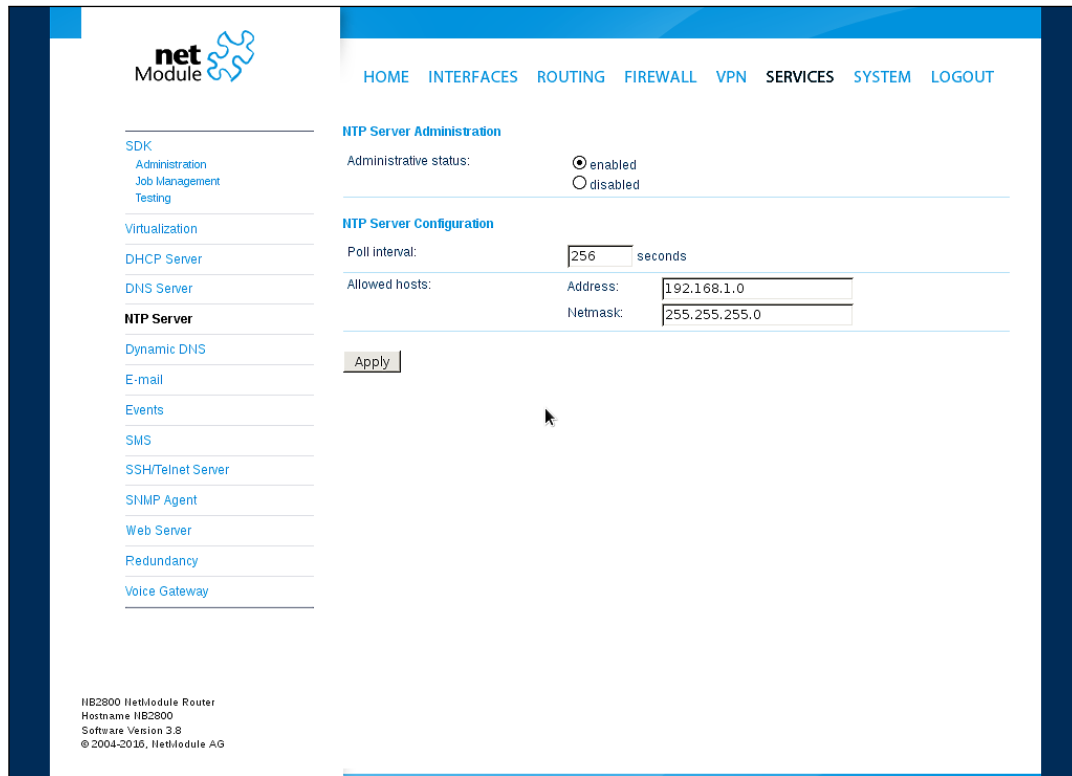 net
Module
HOME INTERFACES ROUTING FIREWALL VPN SERVICES SYSTEM LOGOUT
SDK
Administration
Job Management
Testing
Virtualization
DHCP Server
DNS Server
NTP Server
Dynamic DNS
E-mail
Events
SMS
SSH/Telnet Server
SNMP Agent
Web Server
Redundancy
Voice Gateway
NTP Server Administration
Administrative status:
enabled
disabled
NTP Server Configuration
Poll interval: 256 seconds
Allowed hosts: Address: 192.168.1.0
Netmask: 255.255.255.0
Apply
NB2800 NetModule Router
Hostname NB2800
Software Version 3.8
© 2004-2016, NetModule AG